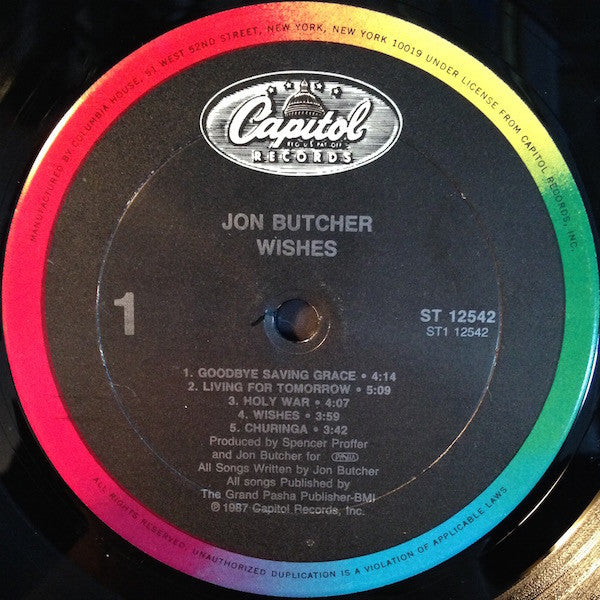 MANUFACTURED BY COLUMBIA HOUSE, 51 WEST 52ND STREET, NEW YORK, NEW YORK 10019 UNDER LICENSE FROM CAPITOL RECORDS, INC.
Capitol
REG. U.S. PAT. OFF.
RECORDS
JON BUTCHER
WISHES
1
ST 12542
ST1 12542
1. GOODBYE SAVING GRACE • 4:14
2. LIVING FOR TOMORROW • 5:09
3. HOLY WAR • 4:07
4. WISHES • 3:59
5. CHURINGA • 3:42
Produced by Spencer Proffer
and Jon Butcher for PASHA
All Songs Written by Jon Butcher
All songs Published by
The Grand Pasha Publisher-BMI
℗ 1987 Capitol Records, Inc.
ALL RIGHTS RESERVED. UNAUTHORIZED DUPLICATION IS A VIOLATION OF APPLICABLE LAWS